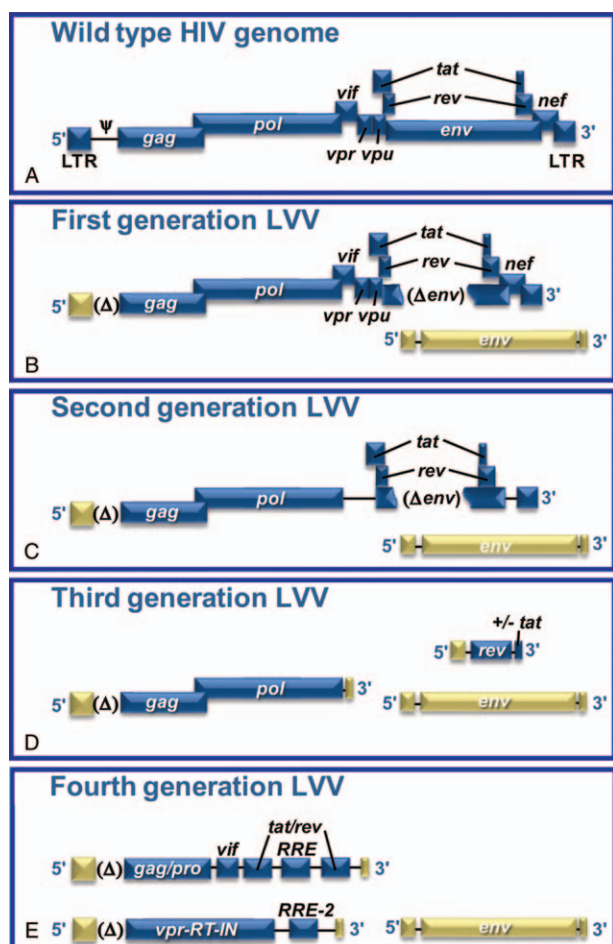 Wild type HIV genome
tat
vif rev nef
5' ψ gag pol env 3'
LTR vpr vpu LTR
A
First generation LVV
tat
vif rev nef
5' (Δ) gag pol (Δenv) 3'
vpr vpu
5' env 3'
B
Second generation LVV
tat
rev
5' (Δ) gag pol (Δenv) 3'
5' env 3'
C
Third generation LVV
+/- tat
5' rev 3'
5' (Δ) gag pol 3' 5' env 3'
D
Fourth generation LVV
tat/rev
vif RRE
5' (Δ) gag/pro 3'
RRE-2
5' (Δ) vpr-RT-IN 3' 5' env 3'
E